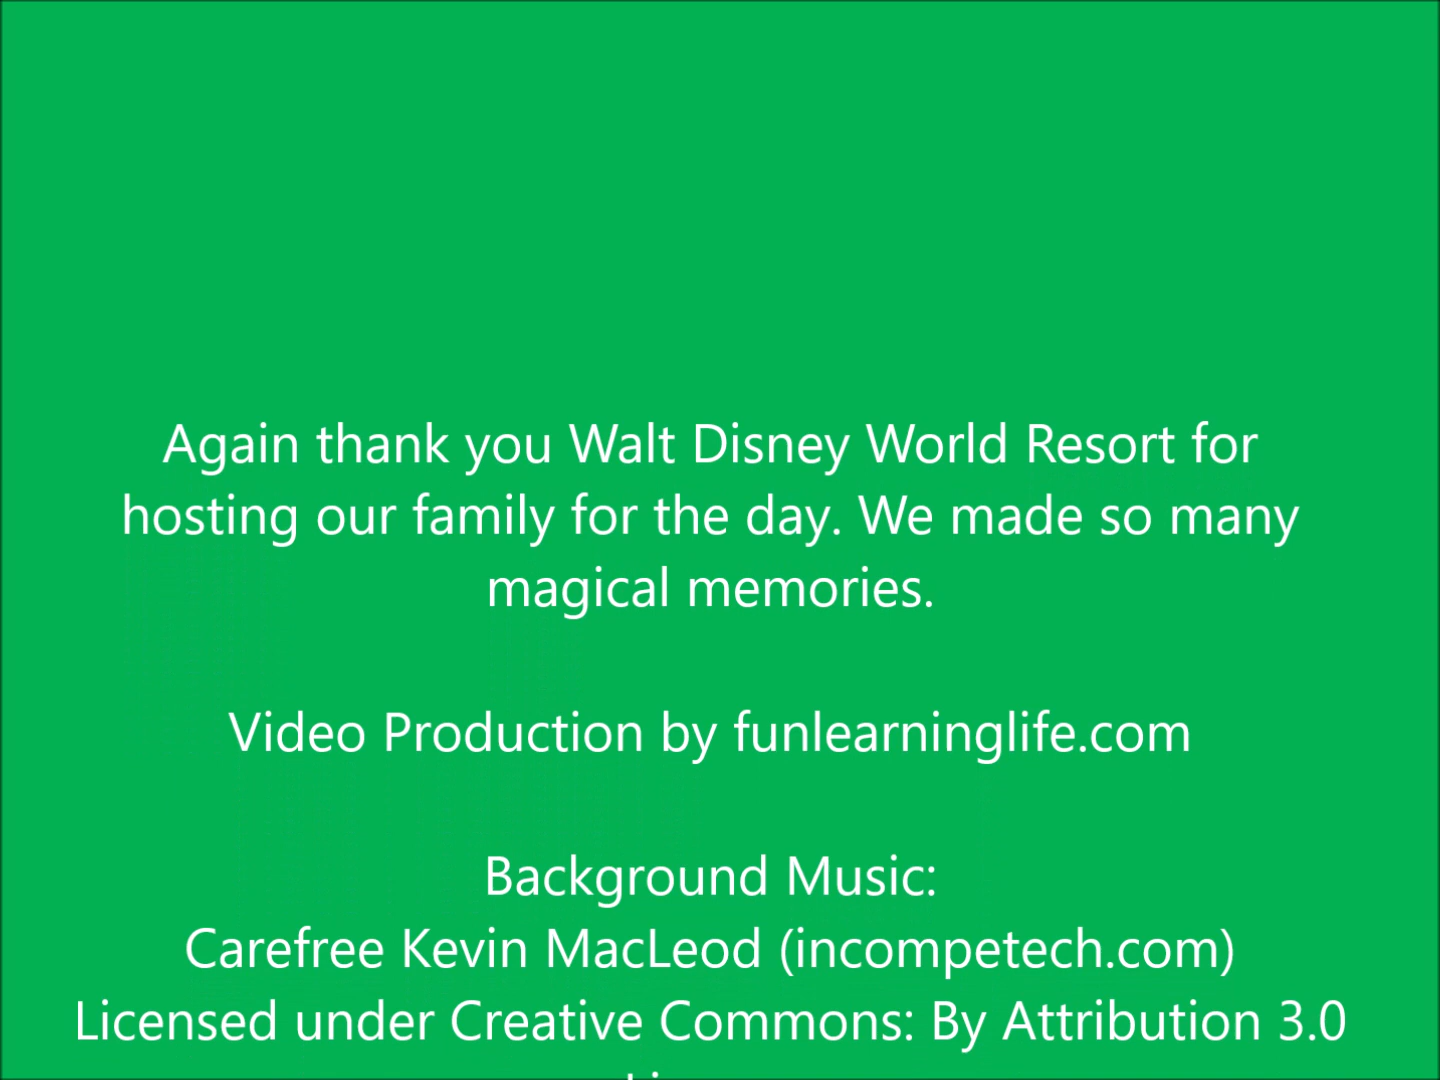 Again thank you Walt Disney World Resort for
hosting our family for the day. We made so many
magical memories.
Video Production by funlearninglife.com
Background Music:
Carefree Kevin MacLeod (incompetech.com)
Licensed under Creative Commons: By Attribution 3.0